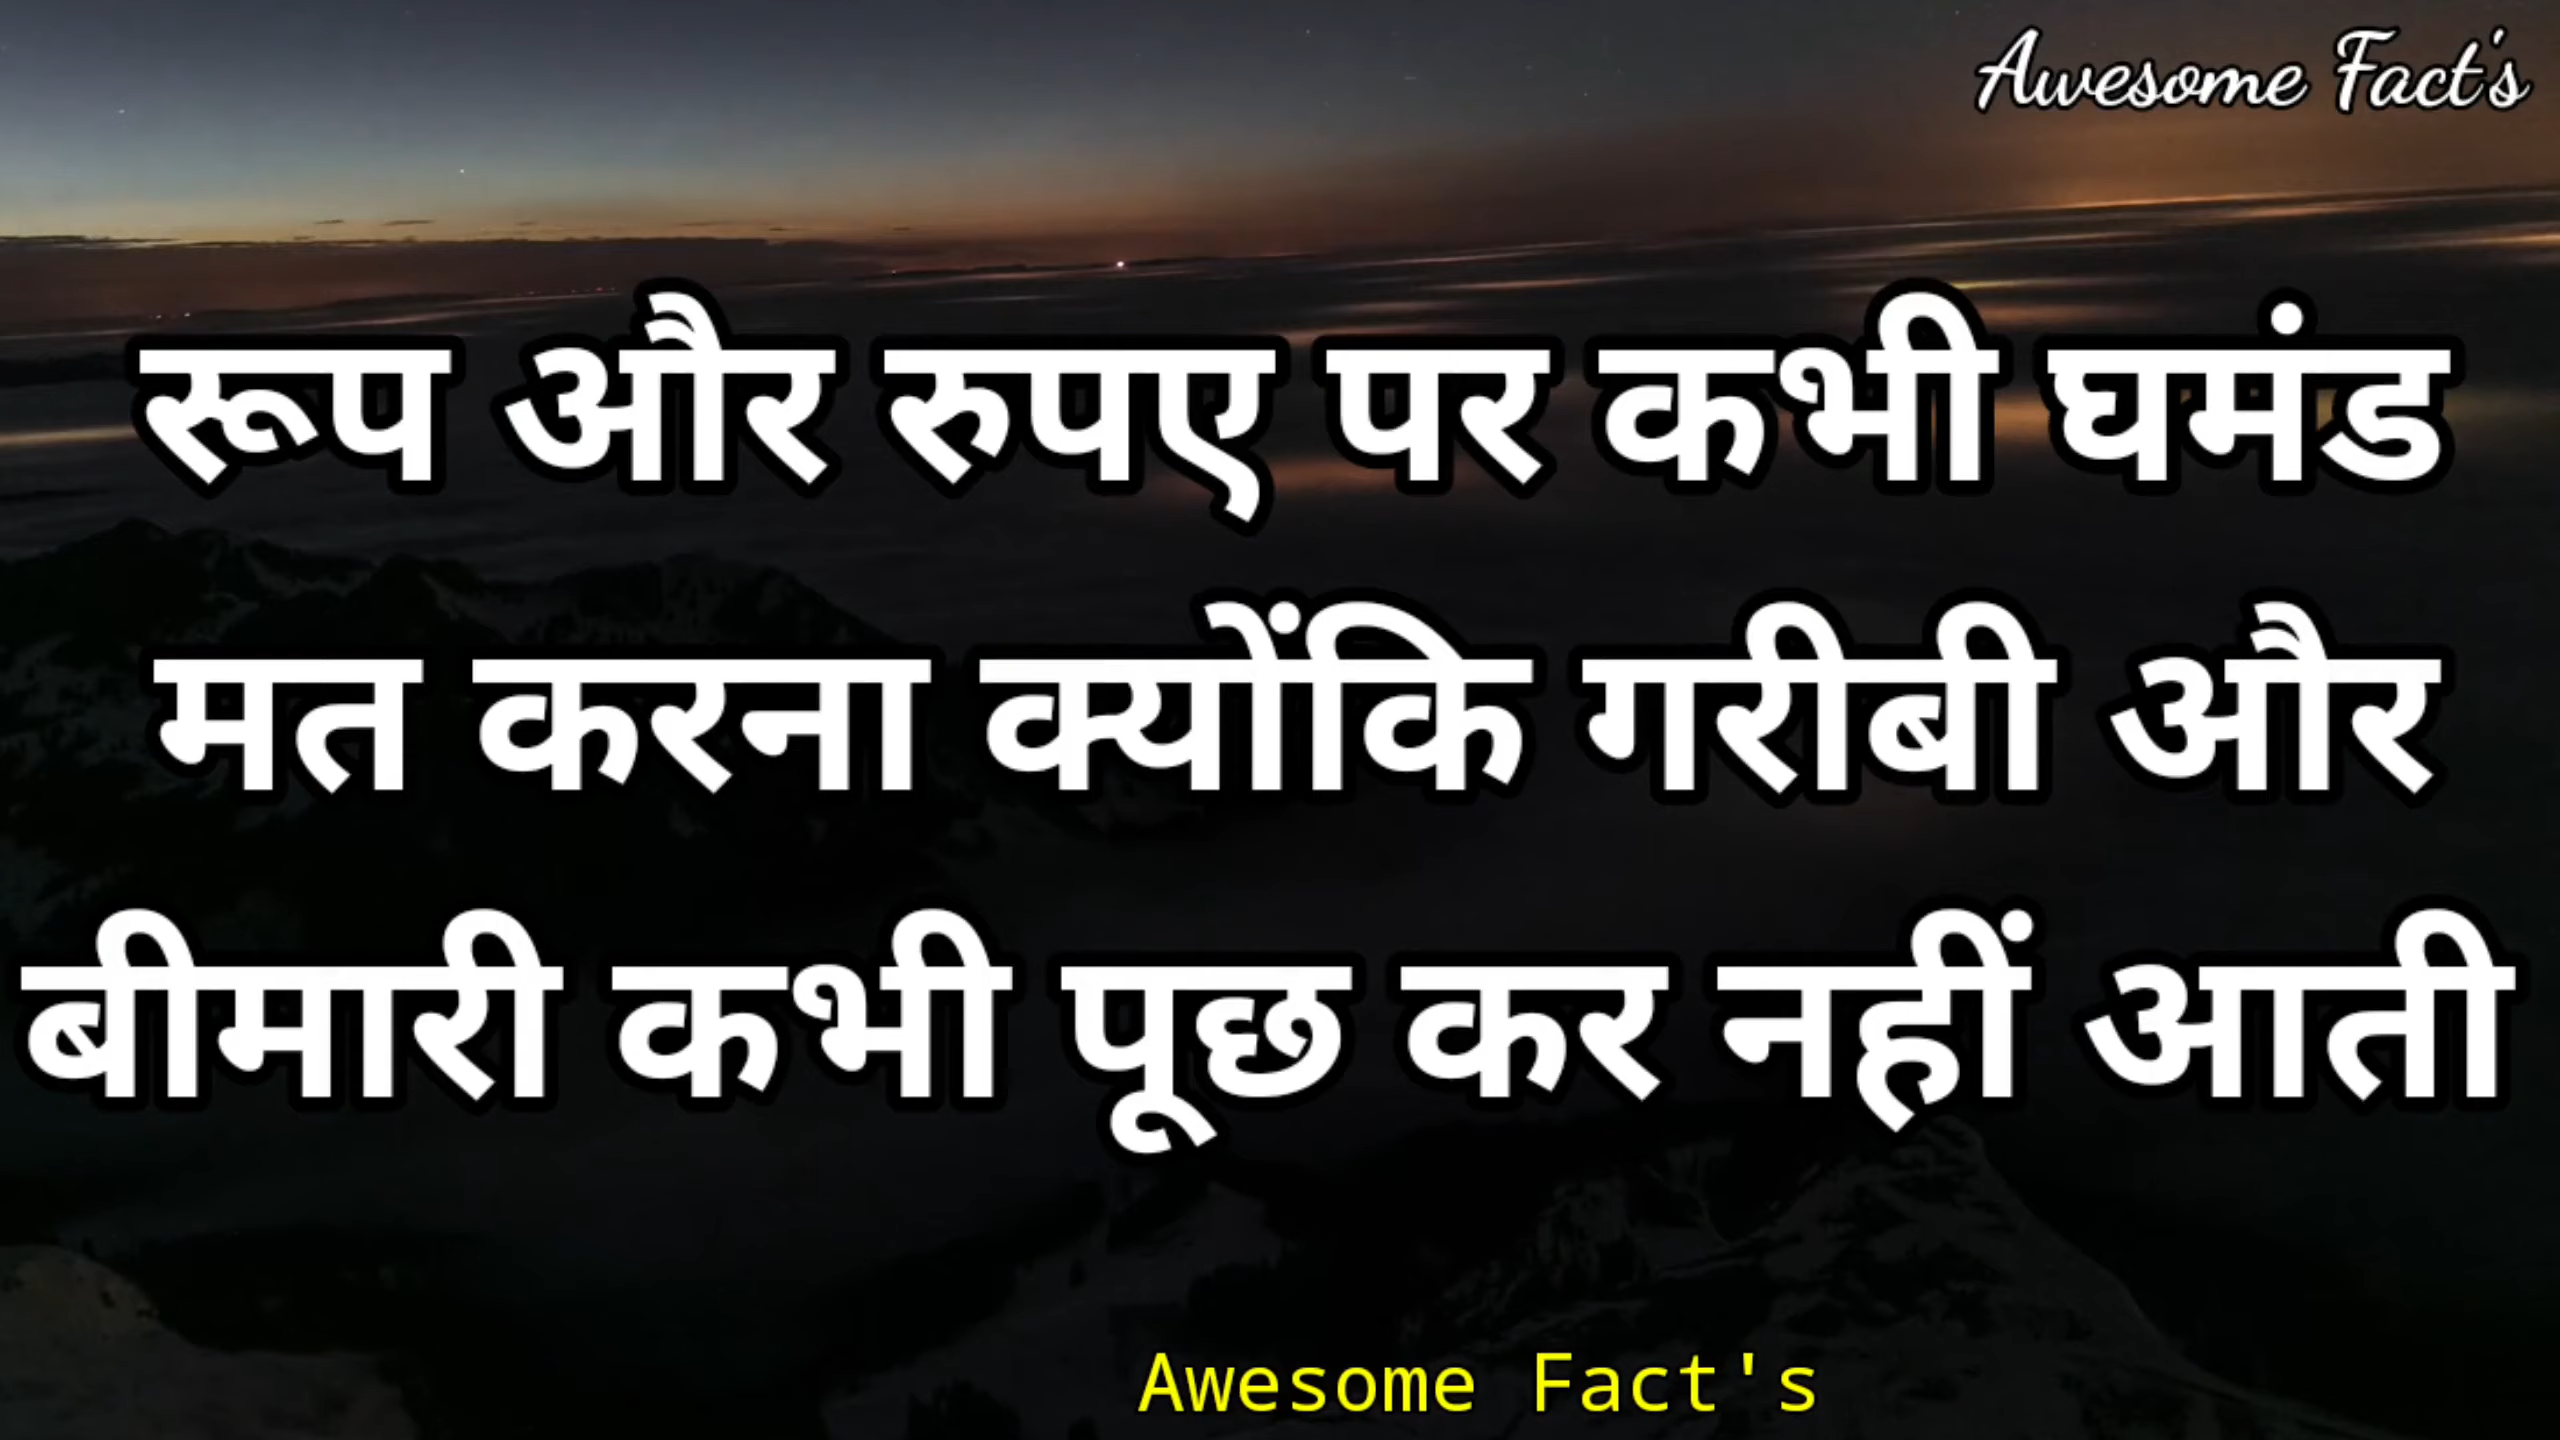 Awesome Fact's
रूप और रुपए पर कभी घमंड
मत करना क्योंकि गरीबी और
बीमारी कभी पूछ कर नहीं आती
Awesome Fact's